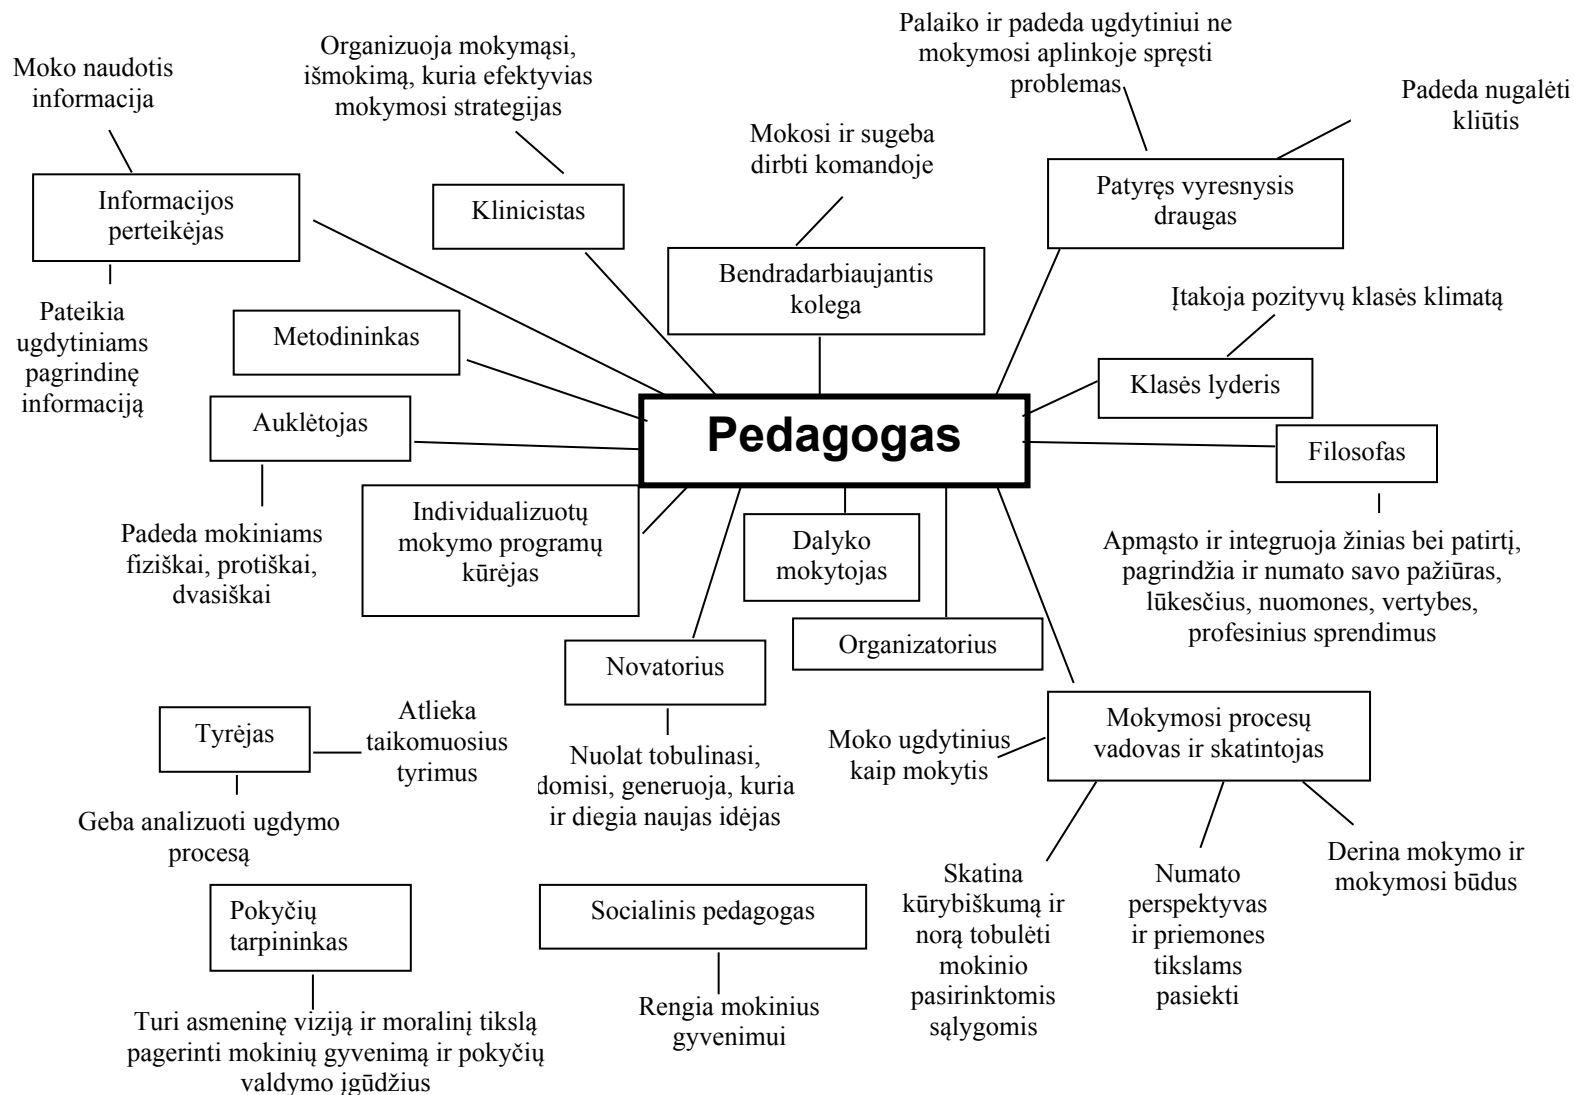 Palaiko ir padeda ugdytiniui ne
mokymosi aplinkoje spręsti
problemas
Organizuoja mokymąsi,
išmokimą, kuria efektyvias
mokymosi strategijas
Moko naudotis
informacija
Padeda nugalėti
kliūtis
Mokosi ir sugeba
dirbti komandoje
Informacijos
perteikėjas
Klinicistas
Patyręs vyresnysis
draugas
Bendradarbiaujantis
kolega
Įtakoja pozityvų klasės klimatą
Pateikia
ugdytiniams
pagrindinę
informaciją
Metodininkas
Klasės lyderis
Auklėtojas
Pedagogas
Filosofas
Padeda mokiniams
fiziškai, protiškai,
dvasiškai
Individualizuotų
mokymo programų
kūrėjas
Dalyko
mokytojas
Apmąsto ir integruoja žinias bei patirtį,
pagrindžia ir numato savo pažiūras,
lūkesčius, nuomones, vertybes,
profesinius sprendimus
Organizatorius
Novatorius
Tyrėjas
Atlieka
taikomuosius
tyrimus
Nuolat tobulinasi,
domisi, generuoja, kuria
ir diegia naujas idėjas
Moko ugdytinius
kaip mokytis
Mokymosi procesų
vadovas ir skatintojas
Geba analizuoti ugdymo
procesą
Skatina
kūrybiškumą ir
norą tobulėti
mokinio
pasirinktomis
sąlygomis
Numato
perspektyvas
ir priemones
tikslams
pasiekti
Derina mokymo ir
mokymosi būdus
Pokyčių
tarpininkas
Socialinis pedagogas
Turi asmeninę viziją ir moralinį tikslą
pagerinti mokinių gyvenimą ir pokyčių
valdymo įgūdžius
Rengia mokinius
gyvenimui